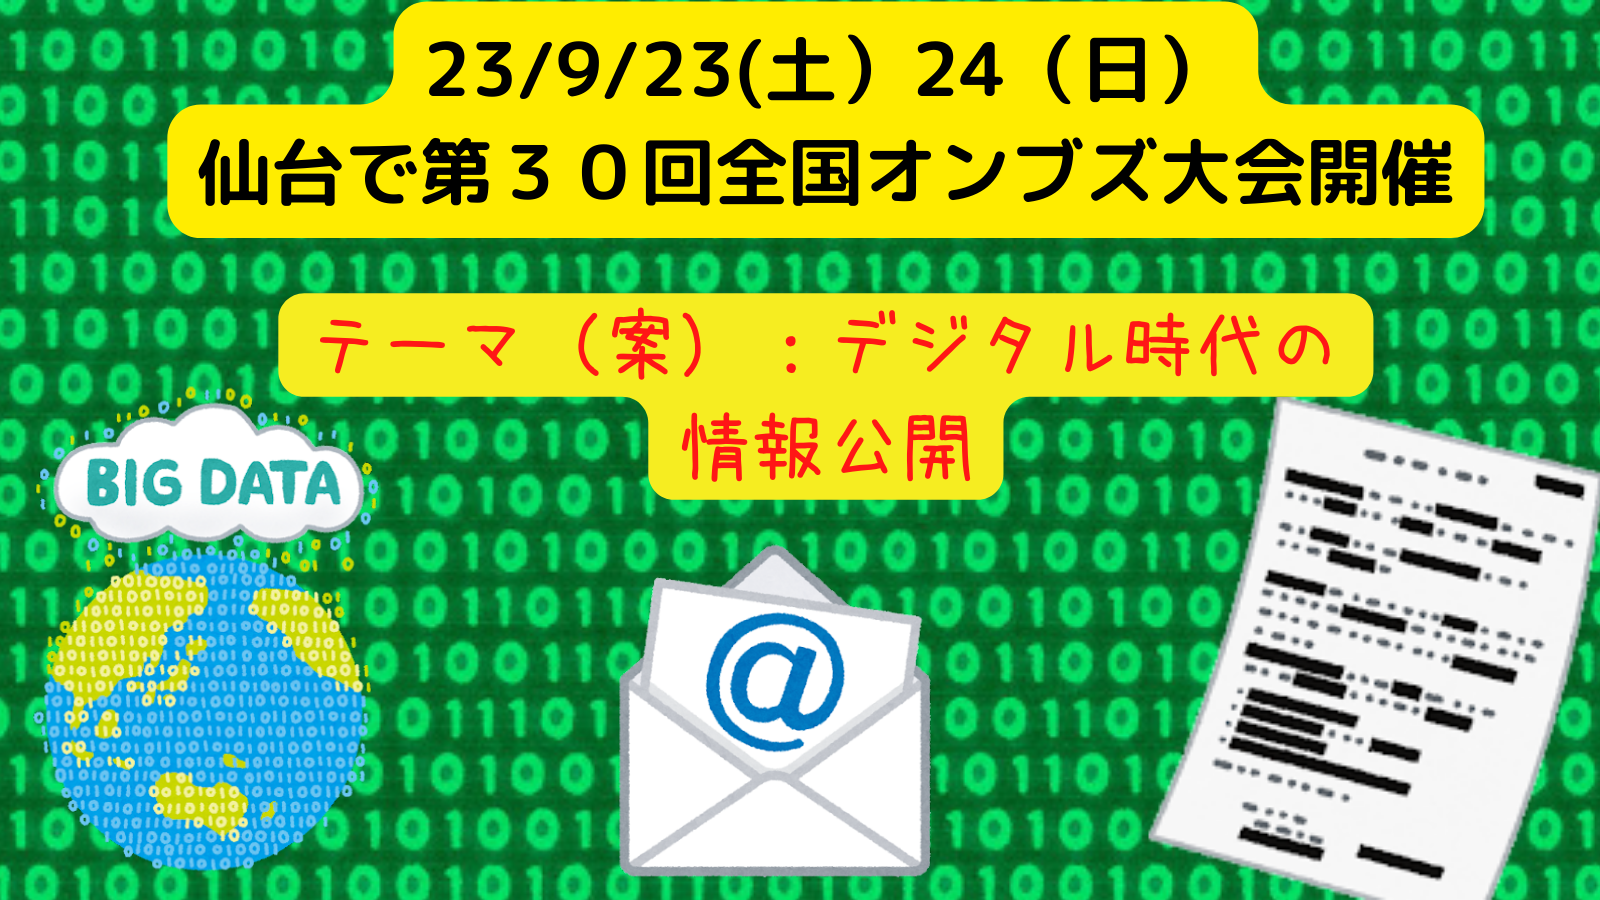 23/9/23(土）24（日）
仙台で第３０回全国オンブズ大会開催
テーマ（案）：デジタル時代の
情報公開
BIG DATA
@